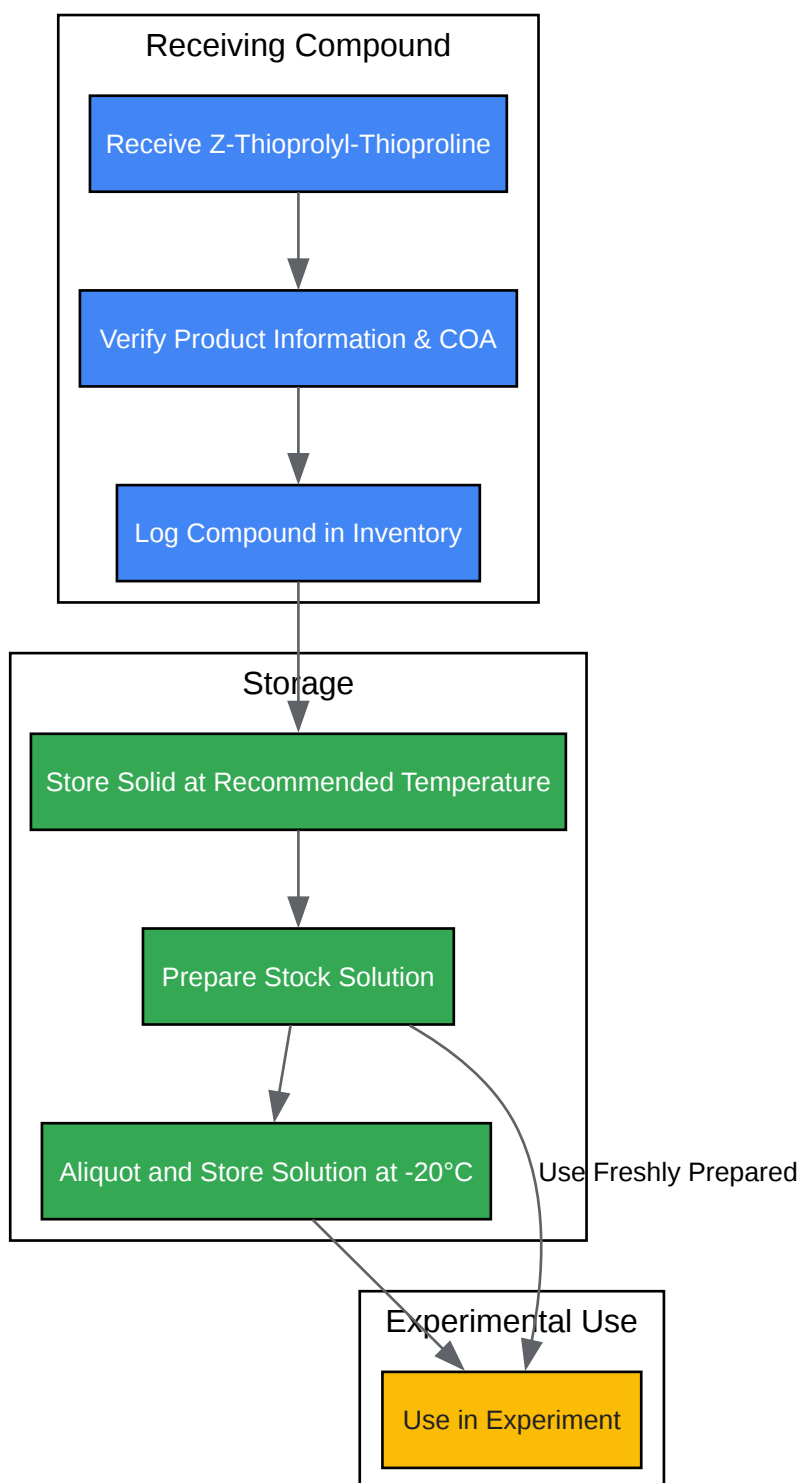 Receiving Compound
Receive Z-Thioprolyl-Thioproline
Verify Product Information & COA
Log Compound in Inventory
Storage
Store Solid at Recommended Temperature
Prepare Stock Solution
Aliquot and Store Solution at -20°C
Use Freshly Prepared
Experimental Use
Use in Experiment